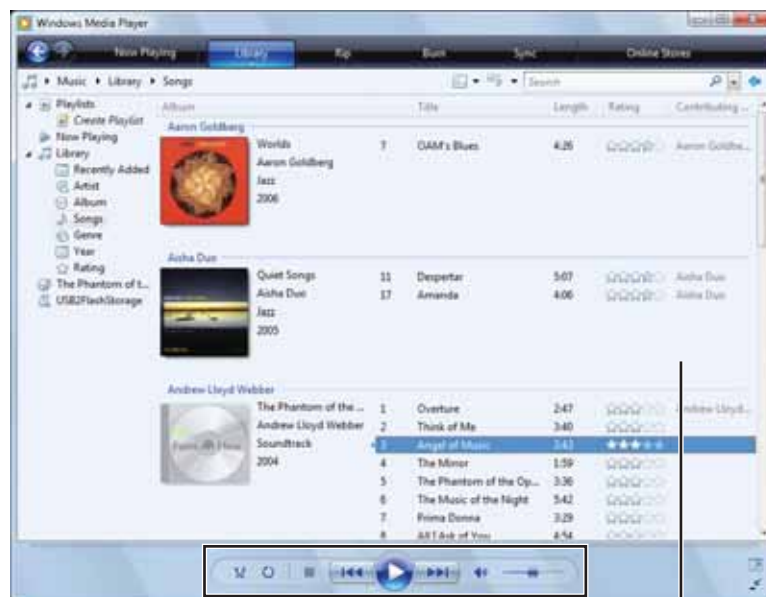 Windows Media Player
Now Playing Library Rip Burn Sync Online Stores
Music Library Songs Search
Playlists
Create Playlist
Now Playing
Library
Recently Added
Artist
Album
Songs
Genre
Year
Rating
The Phantom of t...
USB2FlashStorage
Album Title Length Rating Contributing ...
Aaron Goldberg
Worlds 7 OAM's Blues 4:26 Aaron Goldbe...
Aaron Goldberg
Jazz
2006
Aisha Duo
Quiet Songs 11 Despertar 5:07 Aisha Duo
Aisha Duo 17 Amanda 4:06 Aisha Duo
Jazz
2005
Andrew Lloyd Webber
The Phantom of the ... 1 Overture 2:47 Andrew Lloyd...
Andrew Lloyd Webber 2 Think of Me 3:40
Soundtrack 3 Angel of Music 3:43
2004 4 The Mirror 1:59
5 The Phantom of the Op... 3:36
6 The Music of the Night 5:42
7 Prima Donna 3:29
8 All I Ask of You 4:54